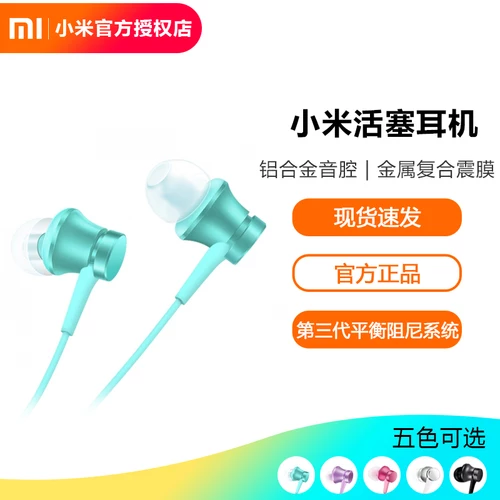 小米官方授权店
小米活塞耳机
铝合金音腔 | 金属复合震膜
现货速发
官方正品
第三代平衡阻尼系统
五色可选